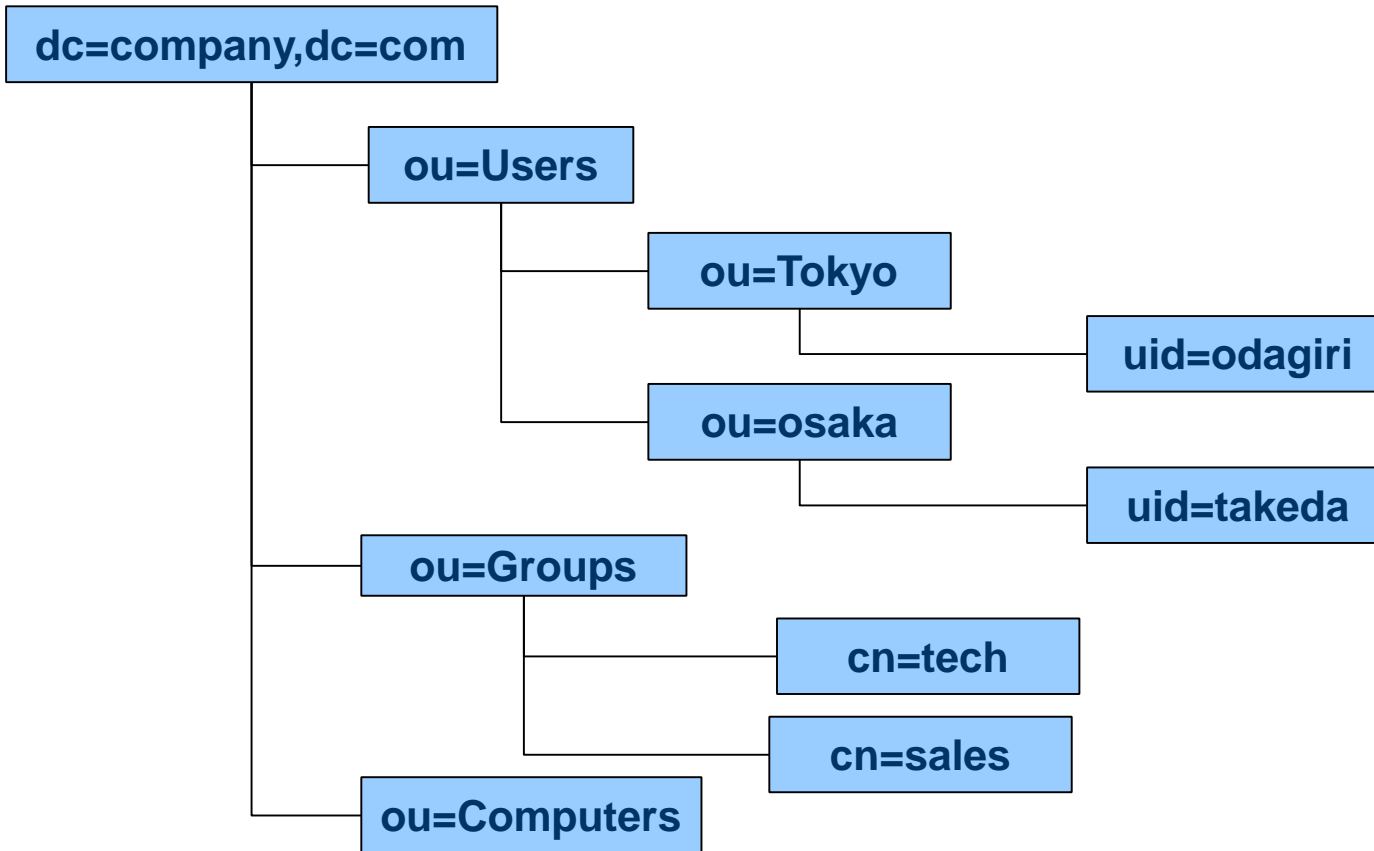 dc=company,dc=com
ou=Users
ou=Tokyo
uid=odagiri
ou=osaka
uid=takeda
ou=Groups
cn=tech
cn=sales
ou=Computers